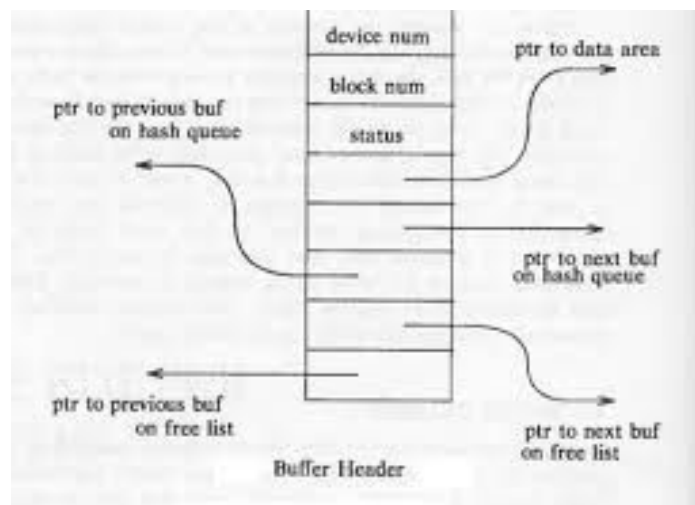 device num
ptr to data area
block num
ptr to previous buf
on hash queue
status
ptr to next buf
on hash queue
ptr to previous buf
on free list
ptr to next buf
on free list
Buffer Header